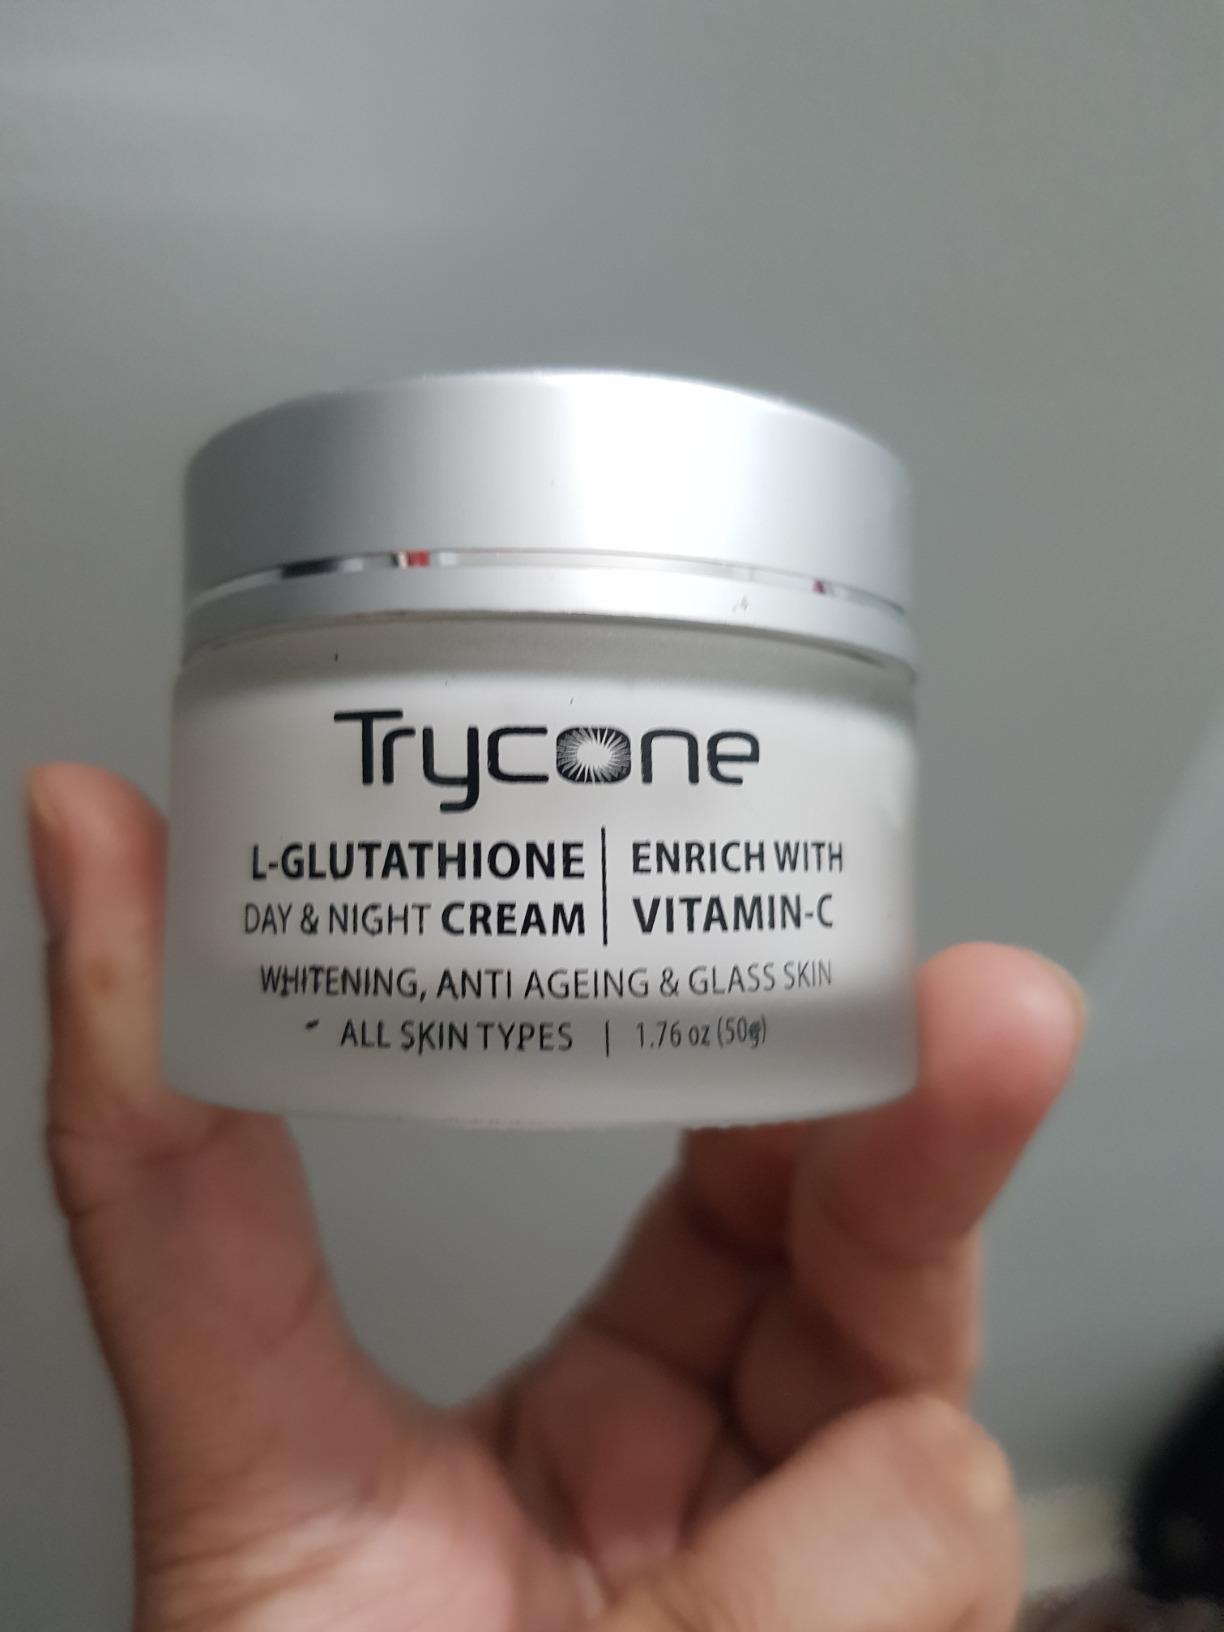 Trycone
L-GLUTATHIONE
DAY & NIGHT CREAM
ENRICH WITH
VITAMIN-C
WHITENING, ANTI AGEING & GLASS SKIN
ALL SKIN TYPES | 1.76 oz (50g)